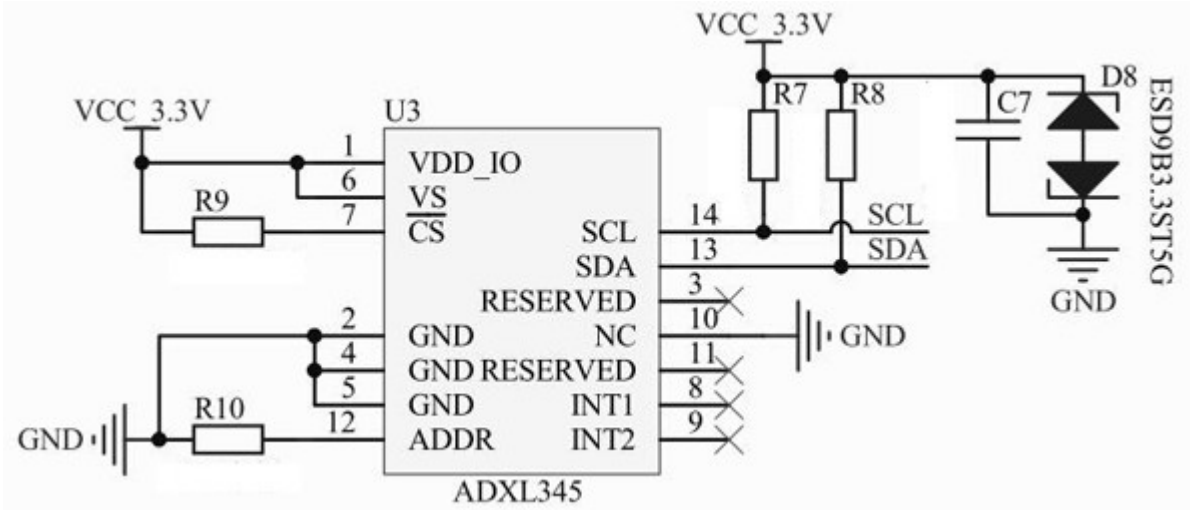 VCC_3.3V
R7
R8
C7
D8
ESD9B3.3ST5G
GND
VCC_3.3V
R9
U3
1
6
7
VDD_IO
VS
CS
2
4
5
12
GND
GND
GND
ADDR
R10
GND
SCL
SDA
RESERVED
NC
RESERVED
INT1
INT2
14
13
3
10
11
8
9
SCL
SDA
GND
ADXL345